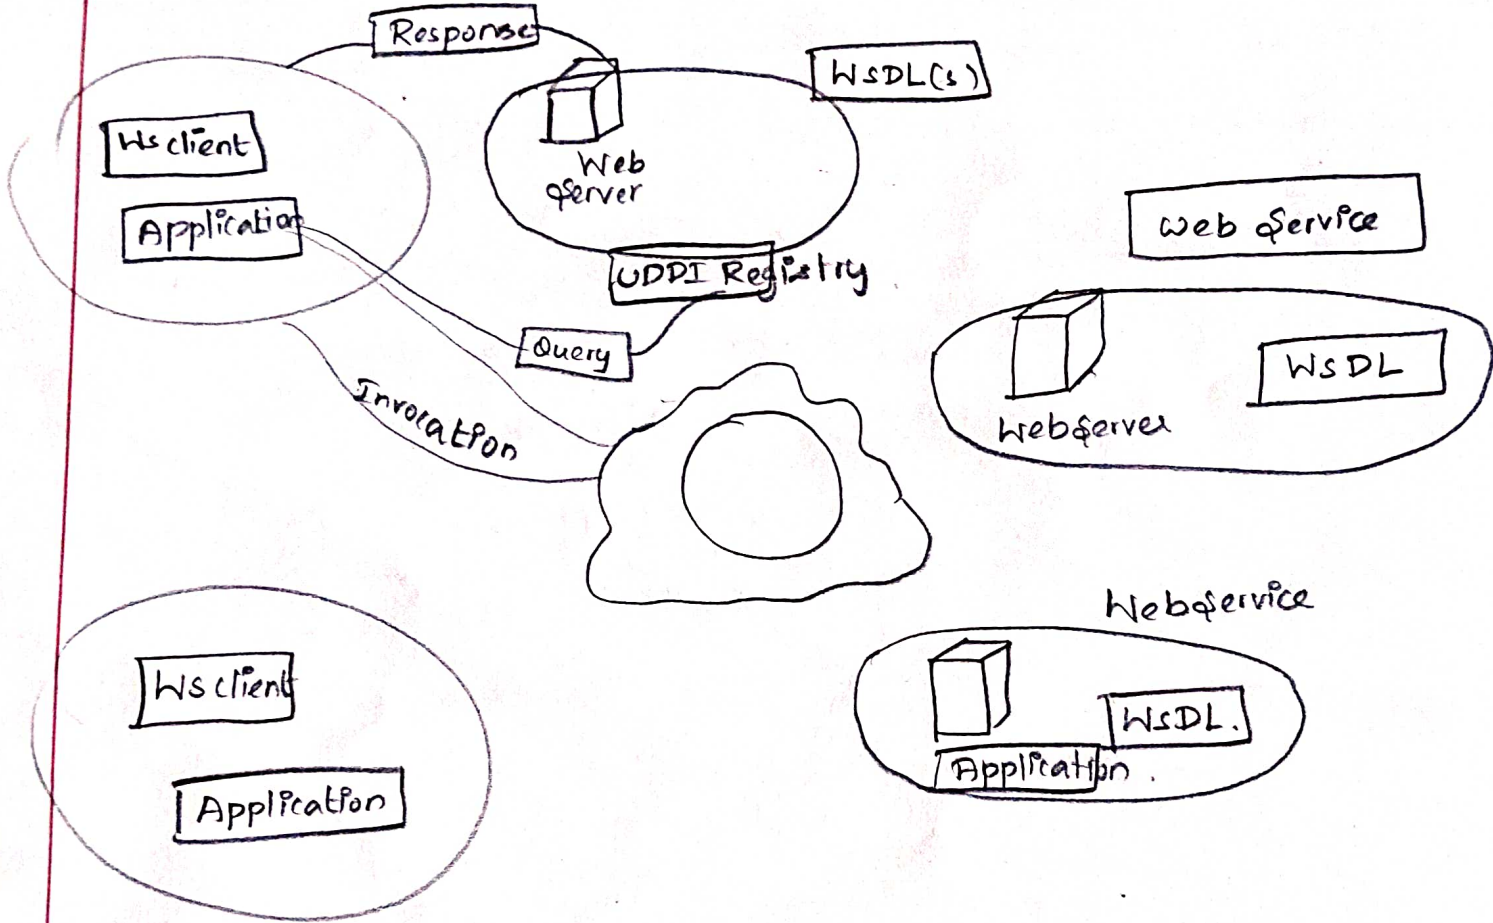 Response
WSDL(s)
Ws client
Web
Server
Application
Web Service
UDDI Registry
Query
WSDL
Invocation
Webserver
Webservice
Ws client
WSDL.
Application.
Application